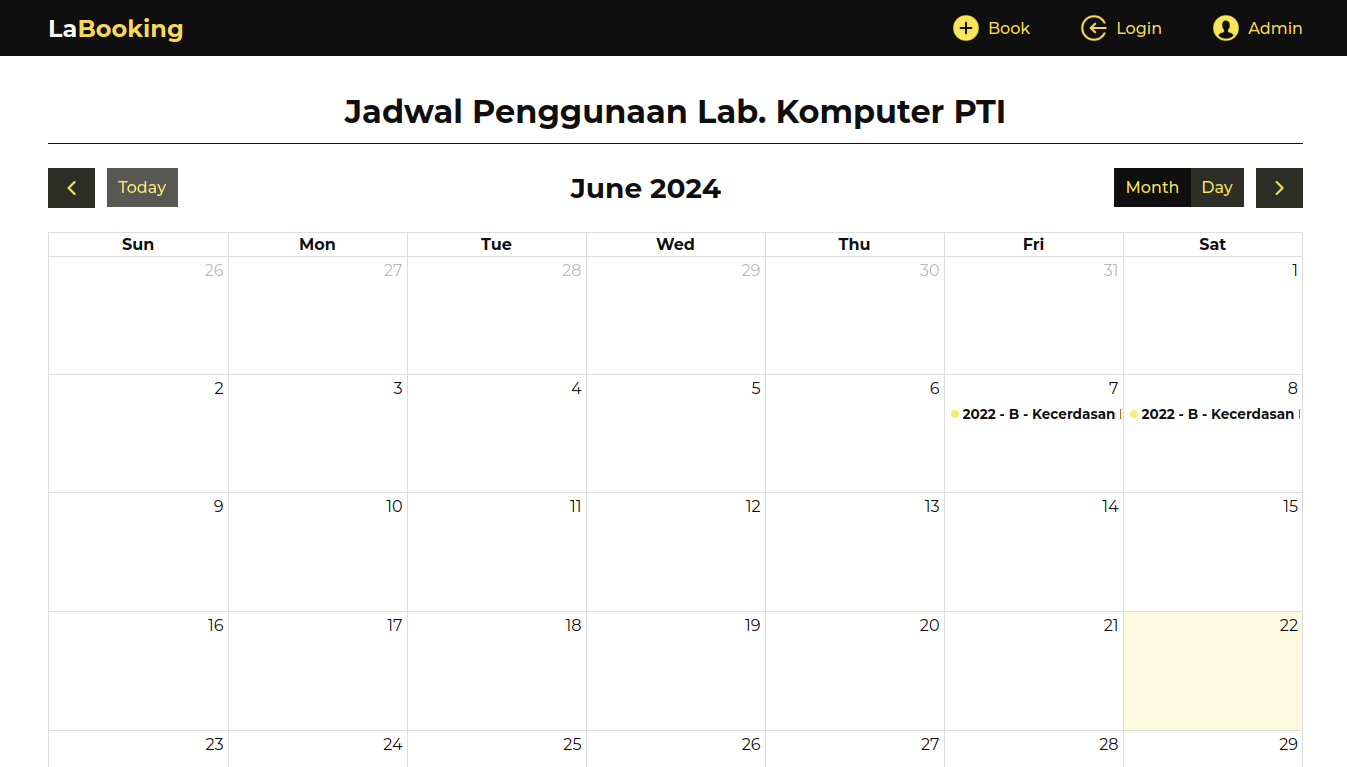 LaBooking Book Login Admin
Jadwal Penggunaan Lab. Komputer PTI
Today June 2024 Month Day
Sun Mon Tue Wed Thu Fri Sat
26 27 28 29 30 31 1
2 3 4 5 6 7 8
2022 - B - Kecerdasan 2022 - B - Kecerdasan
9 10 11 12 13 14 15
16 17 18 19 20 21 22
23 24 25 26 27 28 29